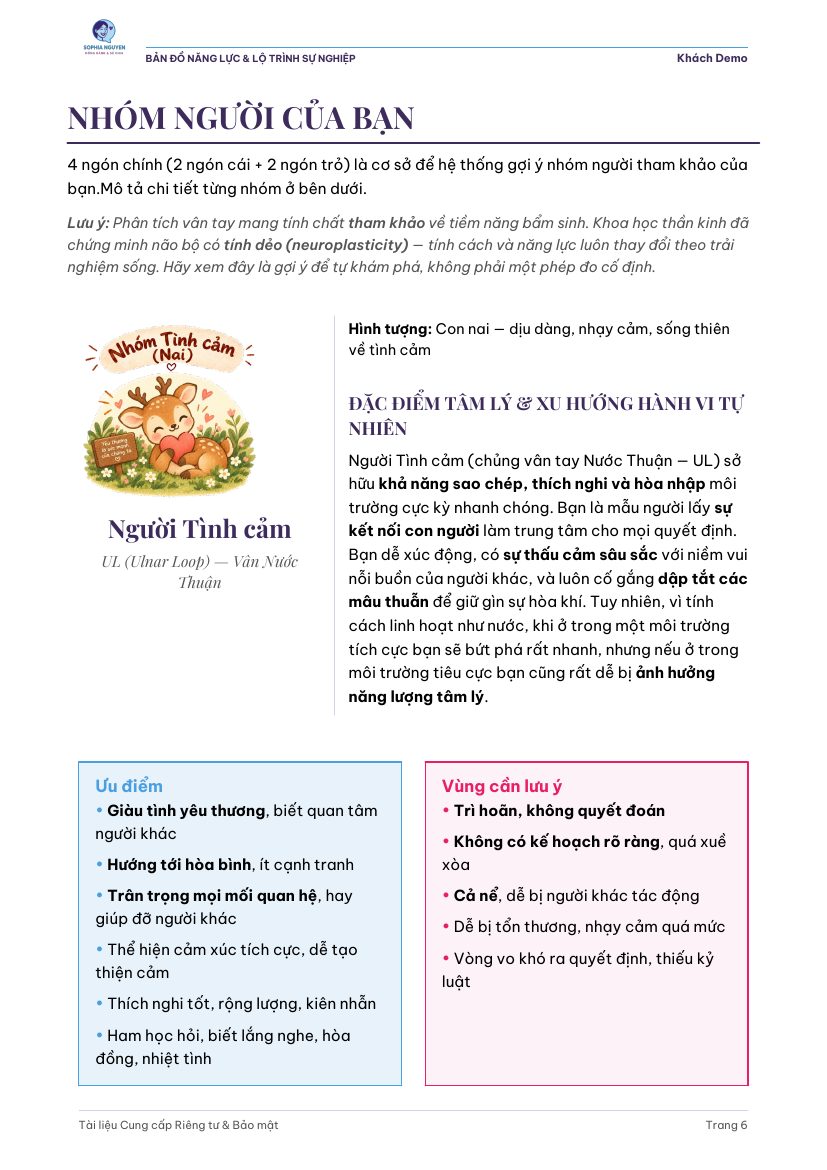 SOPHIA NGUYEN
BẢN ĐỒ NĂNG LỰC & LỘ TRÌNH SỰ NGHIỆP
Khách Demo
NHÓM NGƯỜI CỦA BẠN
4 ngón chính (2 ngón cái + 2 ngón trỏ) là cơ sở để hệ thống gợi ý nhóm người tham khảo của
bạn.Mô tả chi tiết từng nhóm ở bên dưới.
Lưu ý: Phân tích vân tay mang tính chất tham khảo về tiềm năng bẩm sinh. Khoa học thần kinh đã
chứng minh não bộ có tính dẻo (neuroplasticity) — tính cách và năng lực luôn thay đổi theo trải
nghiệm sống. Hãy xem đây là gợi ý để tự khám phá, không phải một phép đo cố định.
Nhóm Tình cảm
(Nai)
Yêu thương
là sức mạnh
của chúng ta
Người Tình cảm
UL (Ulnar Loop) — Vân Nước
Thuận
Hình tượng: Con nai — dịu dàng, nhạy cảm, sống thiên
về tình cảm
ĐẶC ĐIỂM TÂM LÝ & XU HƯỚNG HÀNH VI TỰ
NHIÊN
Người Tình cảm (chủng vân tay Nước Thuận — UL) sở
hữu khả năng sao chép, thích nghi và hòa nhập môi
trường cực kỳ nhanh chóng. Bạn là mẫu người lấy sự
kết nối con người làm trung tâm cho mọi quyết định.
Bạn dễ xúc động, có sự thấu cảm sâu sắc với niềm vui
nỗi buồn của người khác, và luôn cố gắng dập tắt các
mâu thuẫn để giữ gìn sự hòa khí. Tuy nhiên, vì tính
cách linh hoạt như nước, khi ở trong một môi trường
tích cực bạn sẽ bứt phá rất nhanh, nhưng nếu ở trong
môi trường tiêu cực bạn cũng rất dễ bị ảnh hưởng
năng lượng tâm lý.
Ưu điểm
• Giàu tình yêu thương, biết quan tâm
người khác
• Hướng tới hòa bình, ít cạnh tranh
• Trân trọng mọi mối quan hệ, hay
giúp đỡ người khác
• Thể hiện cảm xúc tích cực, dễ tạo
thiện cảm
• Thích nghi tốt, rộng lượng, kiên nhẫn
• Ham học hỏi, biết lắng nghe, hòa
đồng, nhiệt tình
Vùng cần lưu ý
• Trì hoãn, không quyết đoán
• Không có kế hoạch rõ ràng, quá xuề
xòa
• Cả nể, dễ bị người khác tác động
• Dễ bị tổn thương, nhạy cảm quá mức
• Vòng vo khó ra quyết định, thiếu kỷ
luật
Tài liệu Cung cấp Riêng tư & Bảo mật
Trang 6